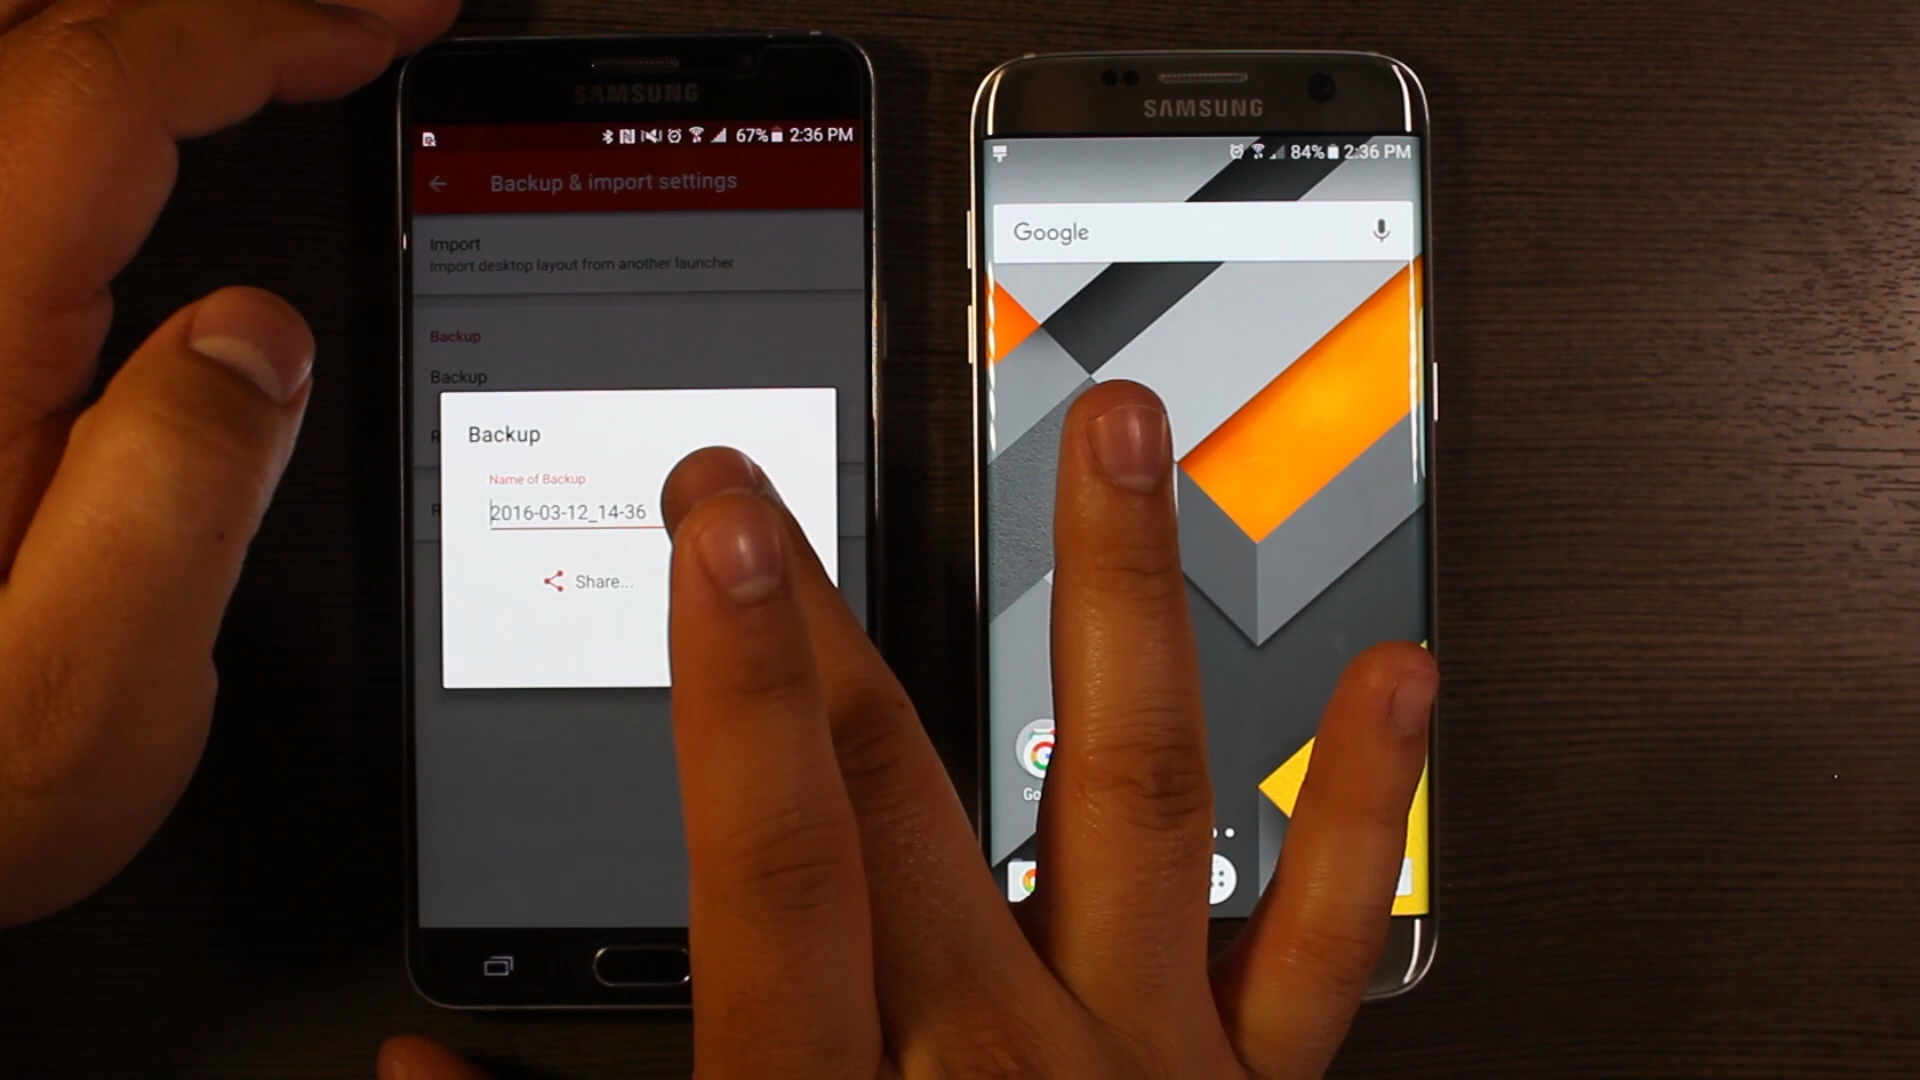 SAMSUNG
67% 2:36 PM
Backup & import settings
Import
Import desktop layout from another launcher
Backup
Backup
R
R
Backup
Name of Backup
2016-03-12_14-36
Share...
SAMSUNG
84% 2:36 PM
Google
Go